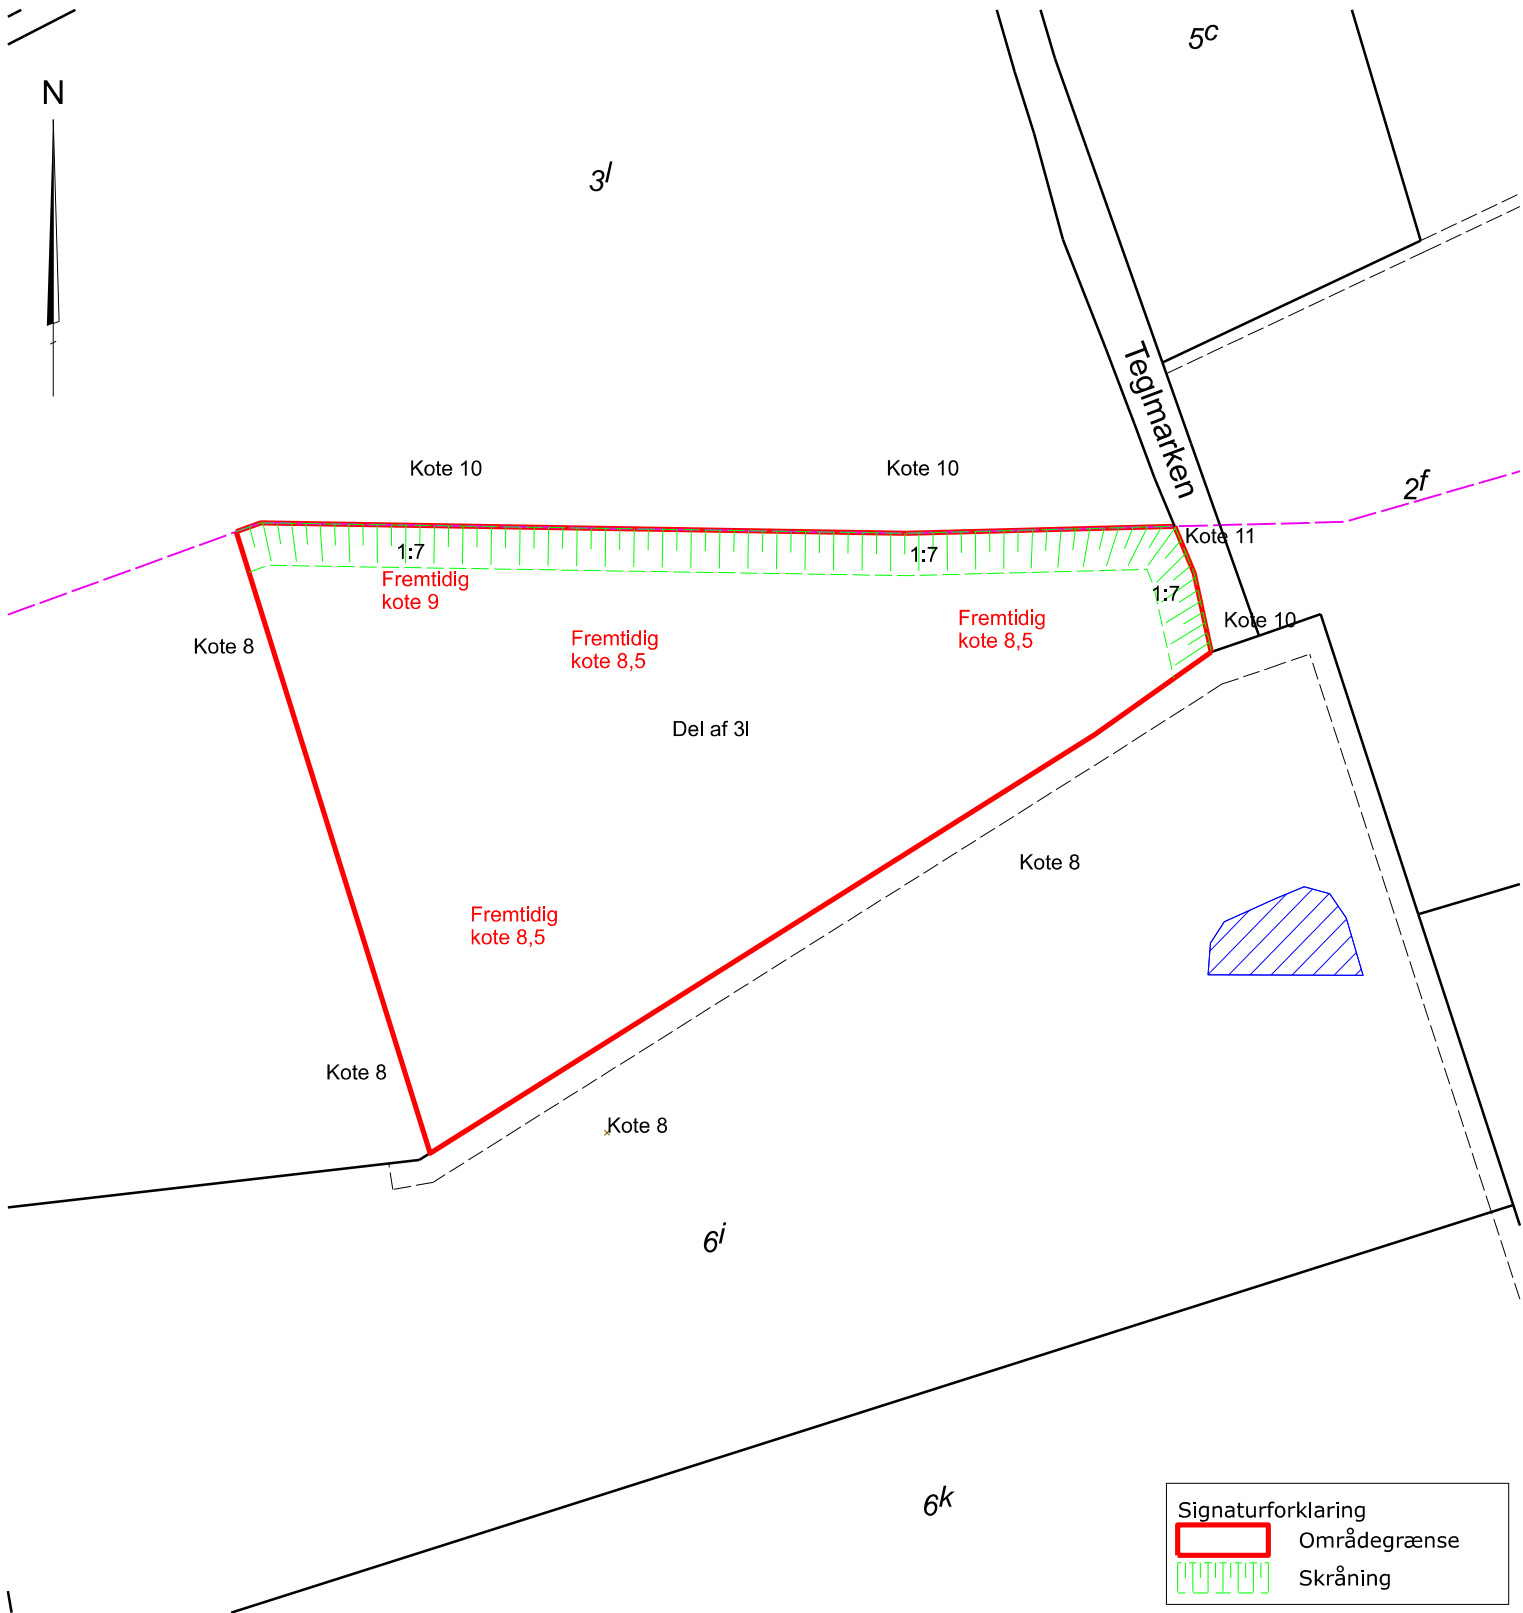 5c
N
3l
Teglmarken
Kote 10
Kote 10
2f
Kote 11
1:7
1:7
Fremtidig
kote 9
1:7
Fremtidig
kote 8,5
Kote 10
Fremtidig
kote 8,5
Kote 8
Del af 3l
Kote 8
Fremtidig
kote 8,5
Kote 8
Kote 8
6i
6k
Signaturforklaring
Områdegrænse
Skråning